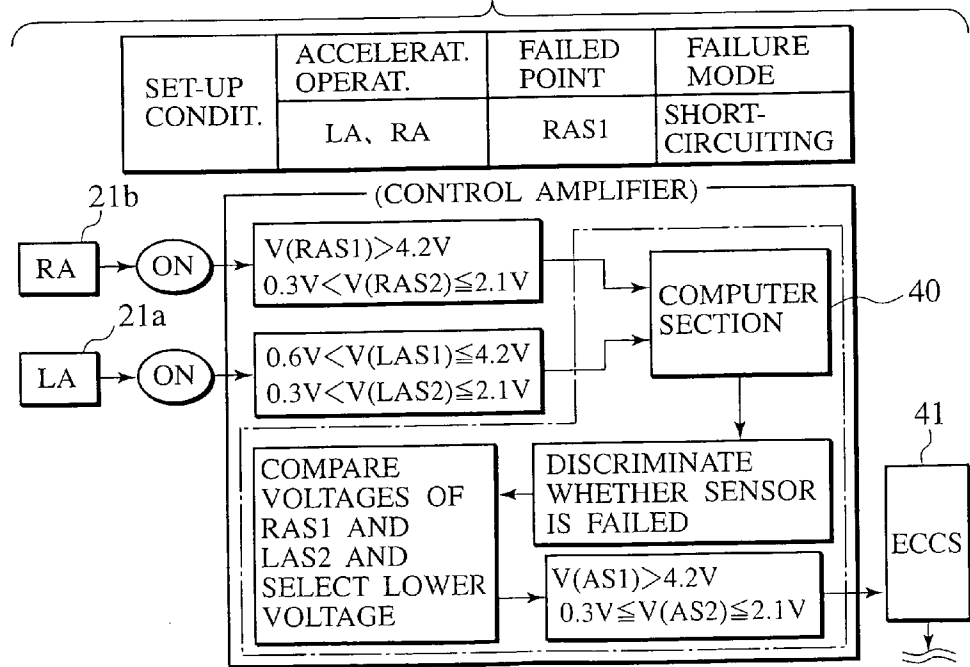 SET-UP CONDIT.
ACCELERAT. OPERAT.
FAILED POINT
FAILURE MODE
LA、RA
RAS1
SHORT-CIRCUITING
(CONTROL AMPLIFIER)
21b
RA
ON
V(RAS1)>4.2V
0.3V<V(RAS2)≦2.1V
COMPUTER SECTION
40
21a
LA
ON
0.6V<V(LAS1)≦4.2V
0.3V<V(LAS2)≦2.1V
COMPARE
VOLTAGES OF
RAS1 AND
LAS2 AND
SELECT LOWER
VOLTAGE
DISCRIMINATE
WHETHER SENSOR
IS FAILED
V(AS1)>4.2V
0.3V≦V(AS2)≦2.1V
41
ECCS